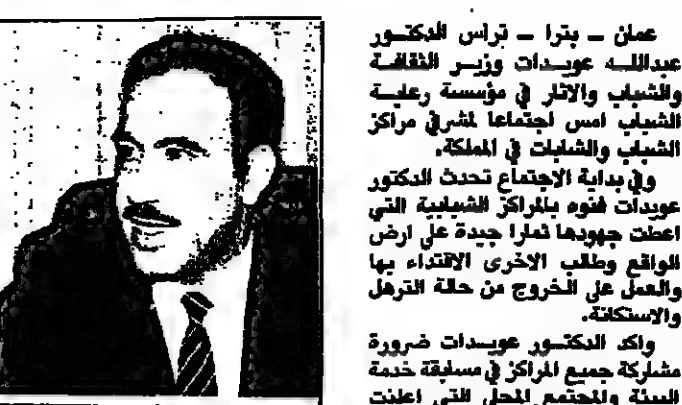 عمان ــ بترا ــ تراس الدكتور
عبدالله عويدات وزير الثقافة
والشباب والاثار في مؤسسة رعاية
الشباب امس اجتماعا لمشرفي مراكز
الشباب والشابات في المملكة.
وفي بداية الاجتماع تحدث الدكتور
عويدات فنوه بالمراكز الشبابية التي
اعطت جهودها ثمارا جيدة على ارض
الواقع وطالب الاخرى الاقتداء بها
والعمل على الخروج من حالة الترهل
والاستكانة.
واكد الدكتور عويدات ضرورة
مشاركة جميع المراكز في مسابقة خدمة
البيئة والمجتمع المحلي التي اعلنت